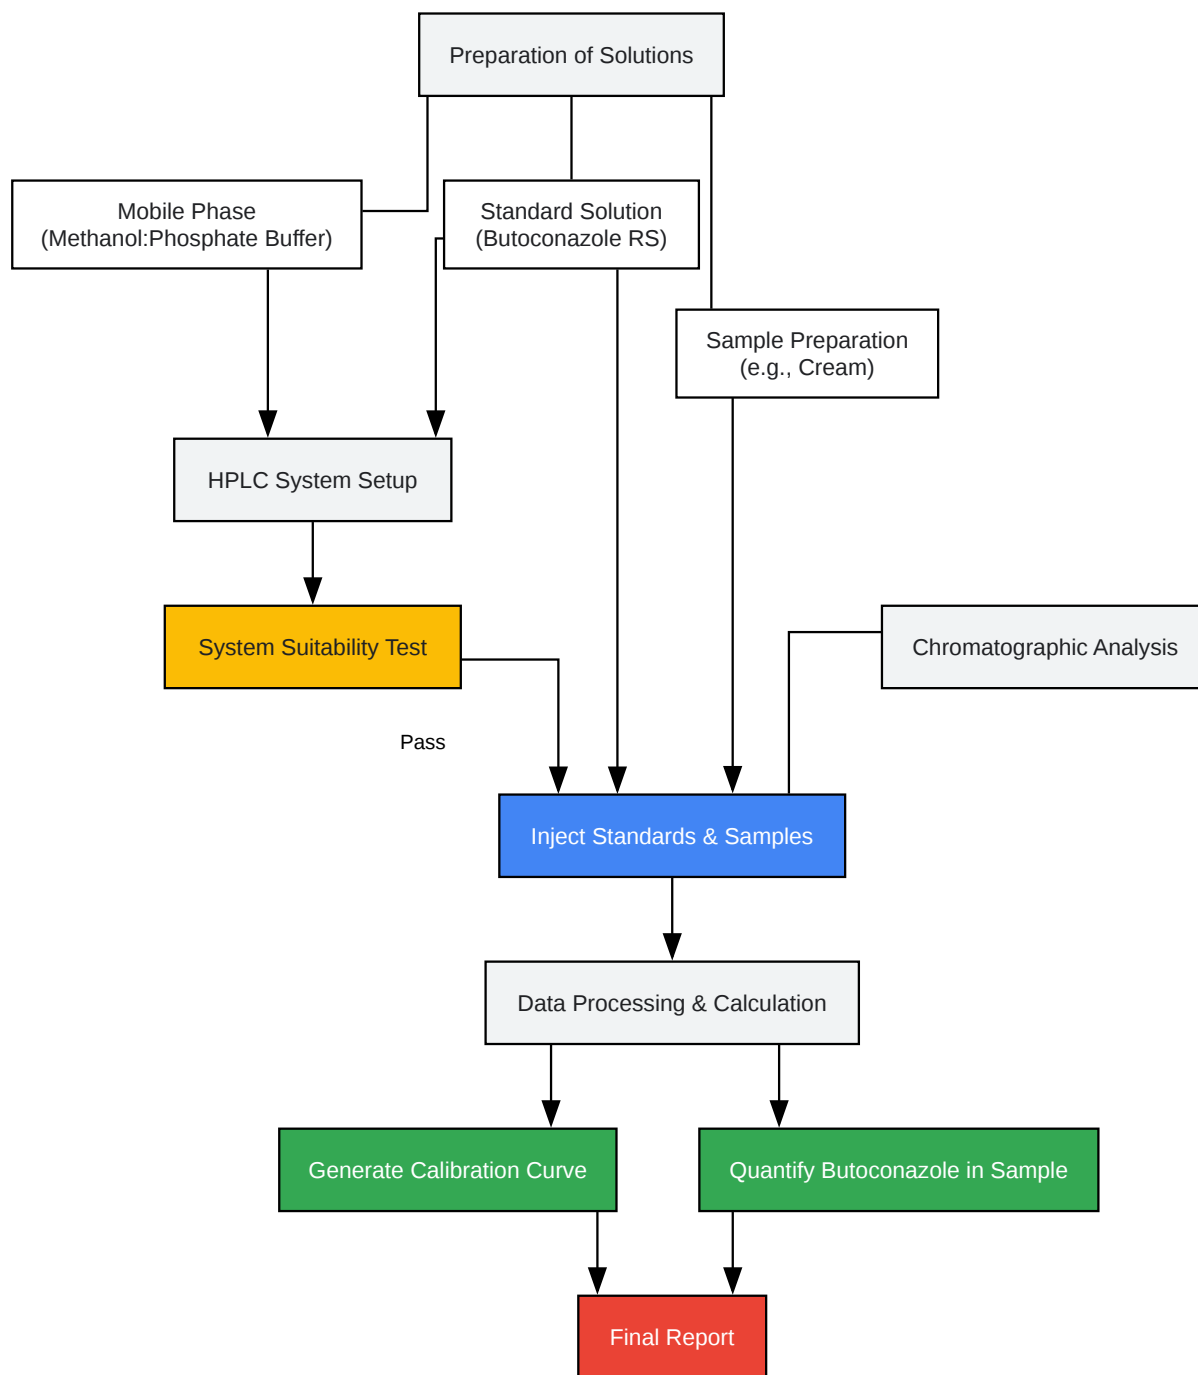 Preparation of Solutions
Mobile Phase
(Methanol:Phosphate Buffer)
Standard Solution
(Butoconazole RS)
Sample Preparation
(e.g., Cream)
HPLC System Setup
System Suitability Test
Chromatographic Analysis
Pass
Inject Standards & Samples
Data Processing & Calculation
Generate Calibration Curve
Quantify Butoconazole in Sample
Final Report